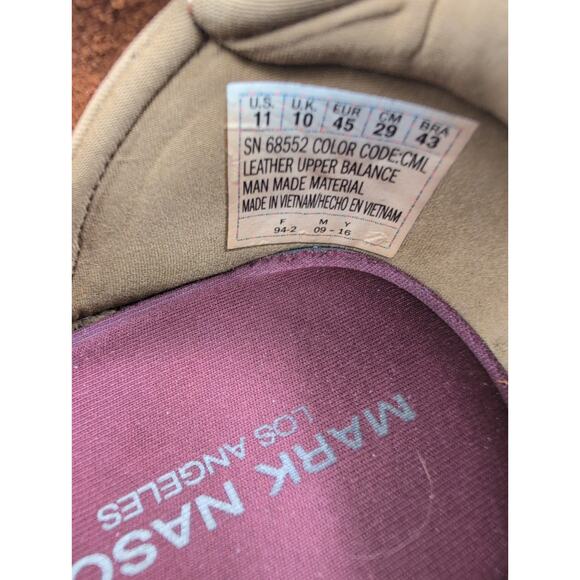 U.S. U.K. EUR CM BRA
11 10 45 29 43
SN 68552 COLOR CODE:CML
LEATHER UPPER BALANCE
MAN MADE MATERIAL
MADE IN VIETNAM/HECHO EN VIETNAM
F M Y
94-2 09-16
MARK NASO
LOS ANGELES